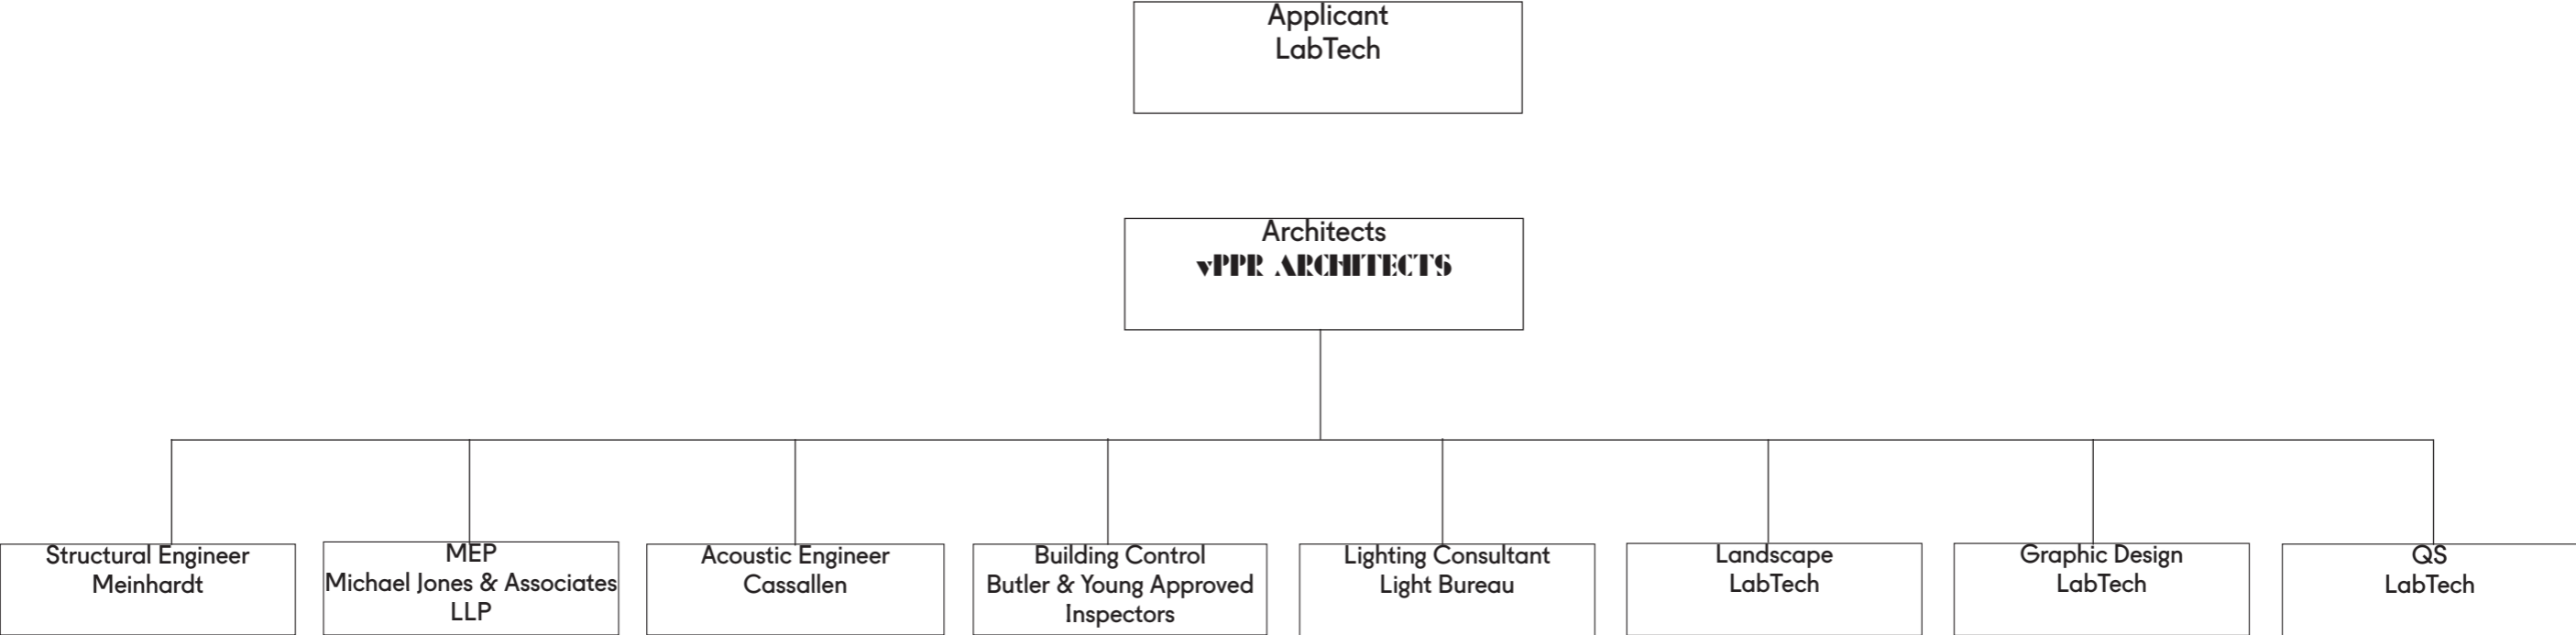 Applicant
LabTech
Architects
vPPR ARCHITECTS
Structural Engineer
Meinhardt
MEP
Michael Jones & Associates
LLP
Acoustic Engineer
Cassallen
Building Control
Butler & Young Approved
Inspectors
Lighting Consultant
Light Bureau
Landscape
LabTech
Graphic Design
LabTech
QS
LabTech